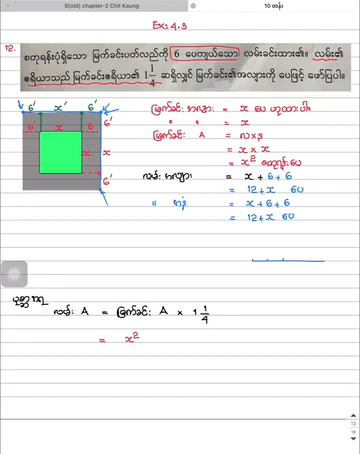 B(old) chapter-2 Chit Kaung
10 တန်း
Ex: 4.3
12. စတုရန်းပုံရှိသော မြက်ခင်းပတ်လည်ကို 6 ပေကျယ်သော လမ်းခင်းထား၏။ လမ်း၏
ဧရိယာသည် မြက်ခင်းဧရိယာ၏ 1 1/4 ဆရှိလျှင် မြက်ခင်း၏အလျားကို ပေဖြင့် ဖော်ပြပါ။
6' x' 6'
6' x 6 6'
x x
6'
မြက်ခင်း အလျား = x ပေ ဟုထားပါ။
" " = x
မြက်ခင်း A = လ x န
= x × x
= x² စတုရန်းပေ
လမ်း အလျား = x + 6 + 6
= 12 + x ပေ
" အနံ = x + 6 + 6
= 12 + x ပေ
ပုစ္ဆာအရ
လမ်း A = မြက်ခင်း A × 1 1/4
= x²
13
18